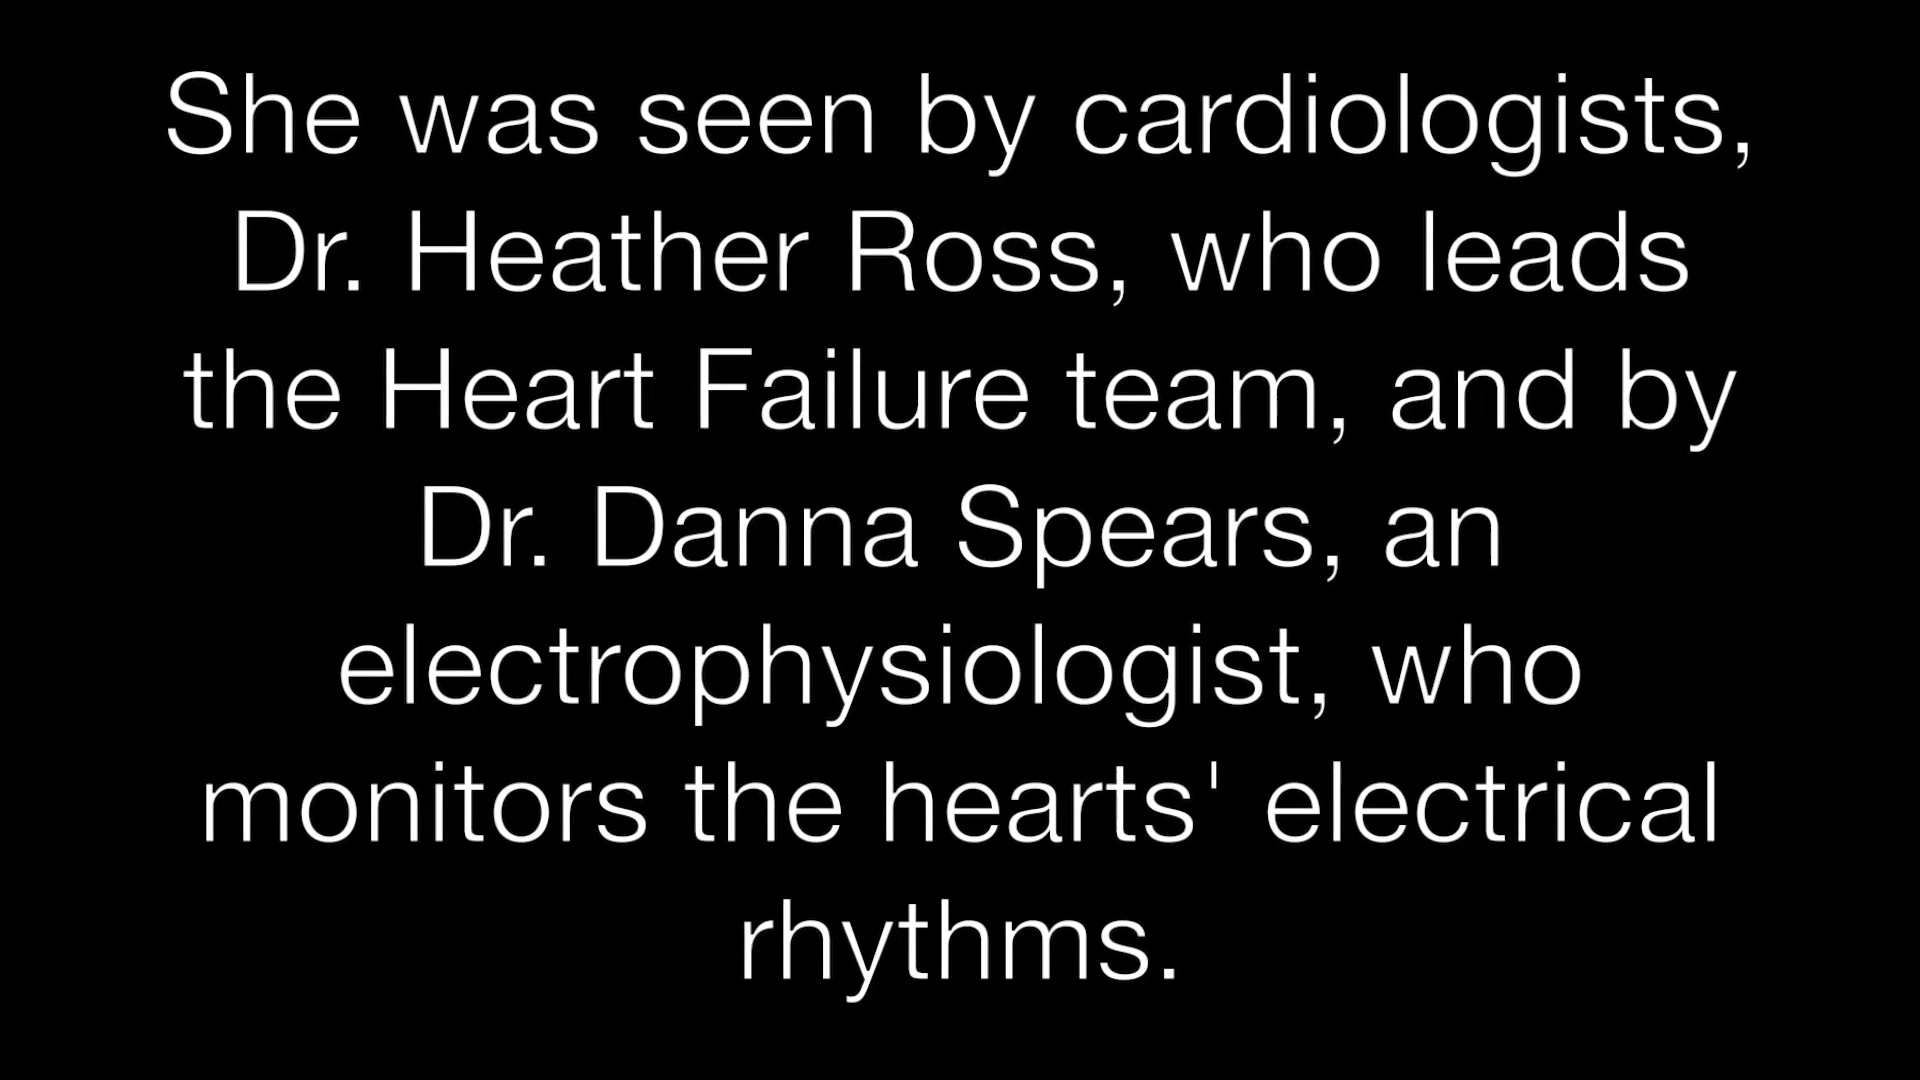 She was seen by cardiologists,
Dr. Heather Ross, who leads
the Heart Failure team, and by
Dr. Danna Spears, an
electrophysiologist, who
monitors the hearts' electrical
rhythms.